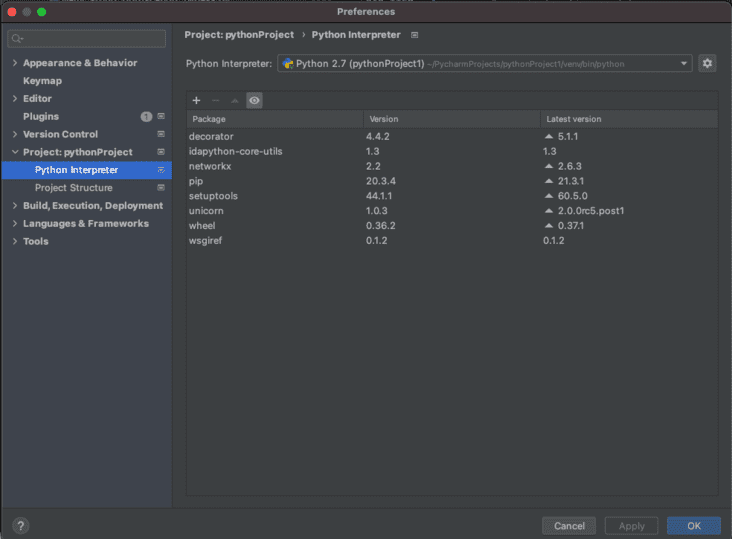 Preferences
Project: pythonProject › Python Interpreter
Appearance & Behavior
Keymap
Editor
Plugins 1
Version Control
Project: pythonProject
Python Interpreter
Project Structure
Build, Execution, Deployment
Languages & Frameworks
Tools
Python Interpreter: Python 2.7 (pythonProject1) ~/PycharmProjects/pythonProject1/venv/bin/python
Package Version Latest version
decorator 4.4.2 5.1.1
idapython-core-utils 1.3 1.3
networkx 2.2 2.6.3
pip 20.3.4 21.3.1
setuptools 44.1.1 60.5.0
unicorn 1.0.3 2.0.0rc5.post1
wheel 0.36.2 0.37.1
wsgiref 0.1.2 0.1.2
? Cancel Apply OK